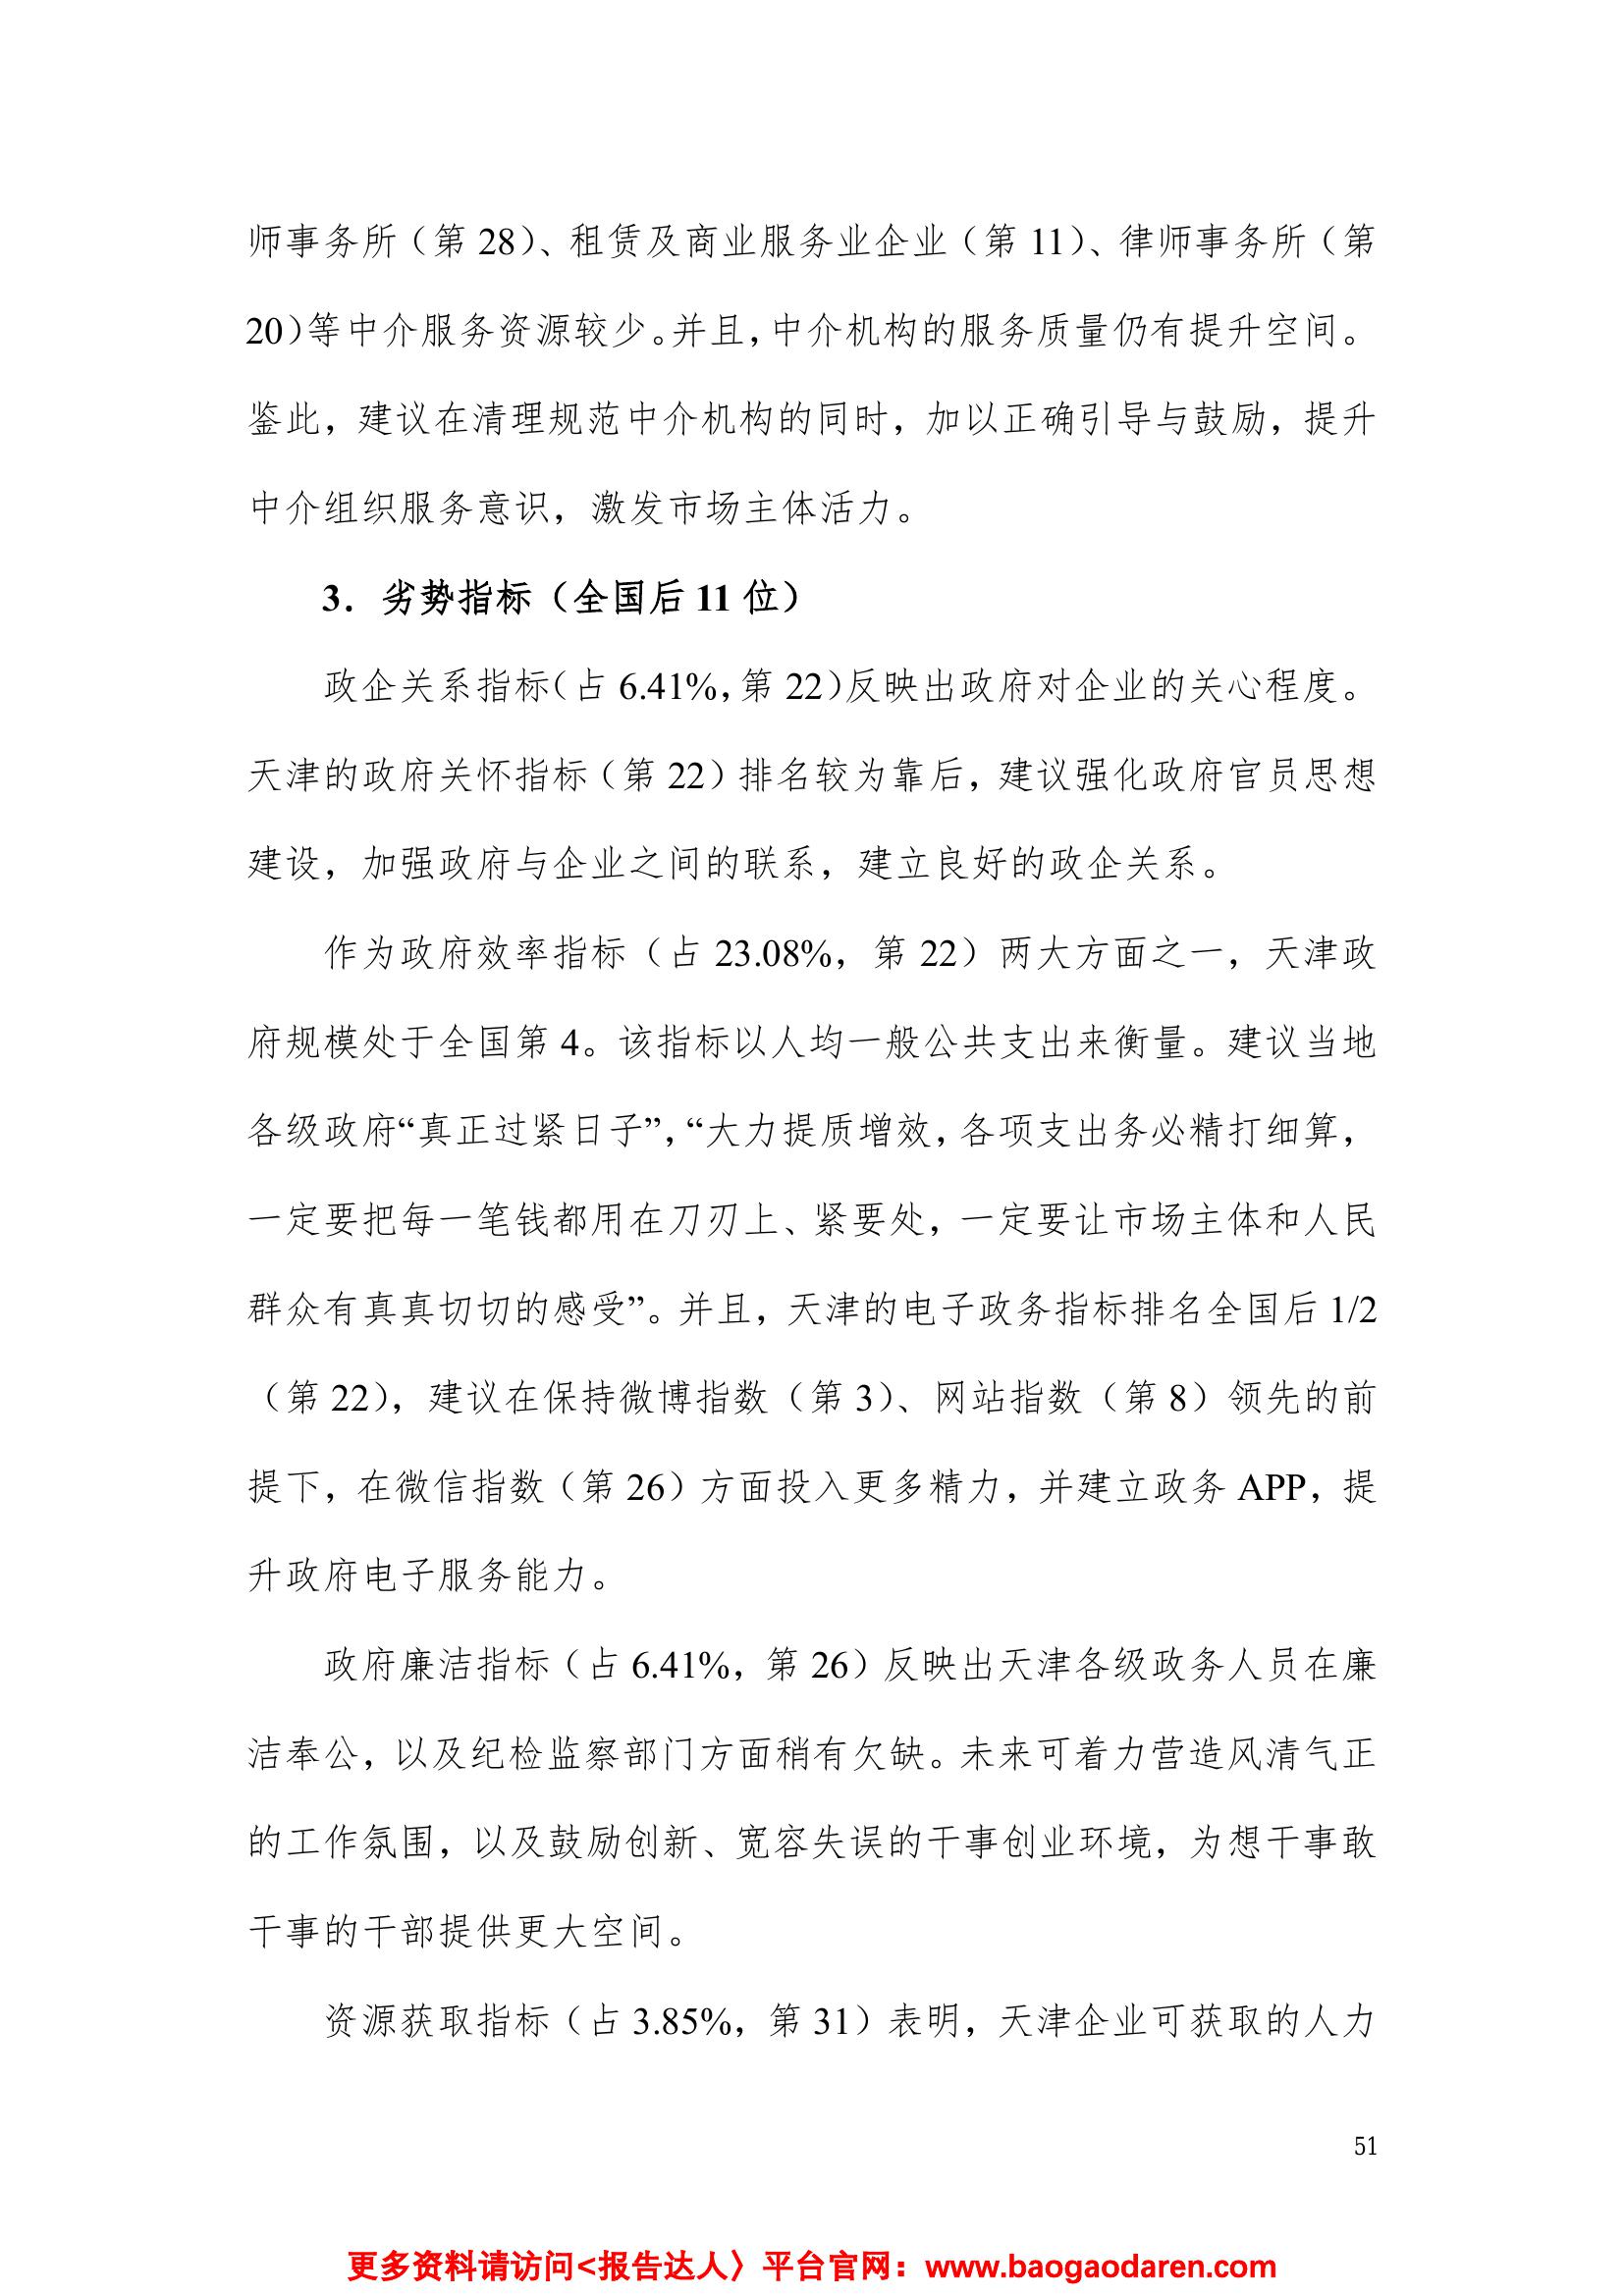 师事务所（第 28）、租赁及商业服务业企业（第 11）、律师事务所（第
20）等中介服务资源较少。并且，中介机构的服务质量仍有提升空间。
鉴此，建议在清理规范中介机构的同时，加以正确引导与鼓励，提升
中介组织服务意识，激发市场主体活力。
3．劣势指标（全国后 11 位）
政企关系指标（占 6.41%，第 22）反映出政府对企业的关心程度。
天津的政府关怀指标（第 22）排名较为靠后，建议强化政府官员思想
建设，加强政府与企业之间的联系，建立良好的政企关系。
作为政府效率指标（占 23.08%，第 22）两大方面之一，天津政
府规模处于全国第 4。该指标以人均一般公共支出来衡量。建议当地
各级政府“真正过紧日子”，“大力提质增效，各项支出务必精打细算，
一定要把每一笔钱都用在刀刃上、紧要处，一定要让市场主体和人民
群众有真真切切的感受”。并且，天津的电子政务指标排名全国后 1/2
（第 22），建议在保持微博指数（第 3）、网站指数（第 8）领先的前
提下，在微信指数（第 26）方面投入更多精力，并建立政务 APP，提
升政府电子服务能力。
政府廉洁指标（占 6.41%，第 26）反映出天津各级政务人员在廉
洁奉公，以及纪检监察部门方面稍有欠缺。未来可着力营造风清气正
的工作氛围，以及鼓励创新、宽容失误的干事创业环境，为想干事敢
干事的干部提供更大空间。
资源获取指标（占 3.85%，第 31）表明，天津企业可获取的人力
51
更多资料请访问<报告达人〉平台官网：www.baogaodaren.com